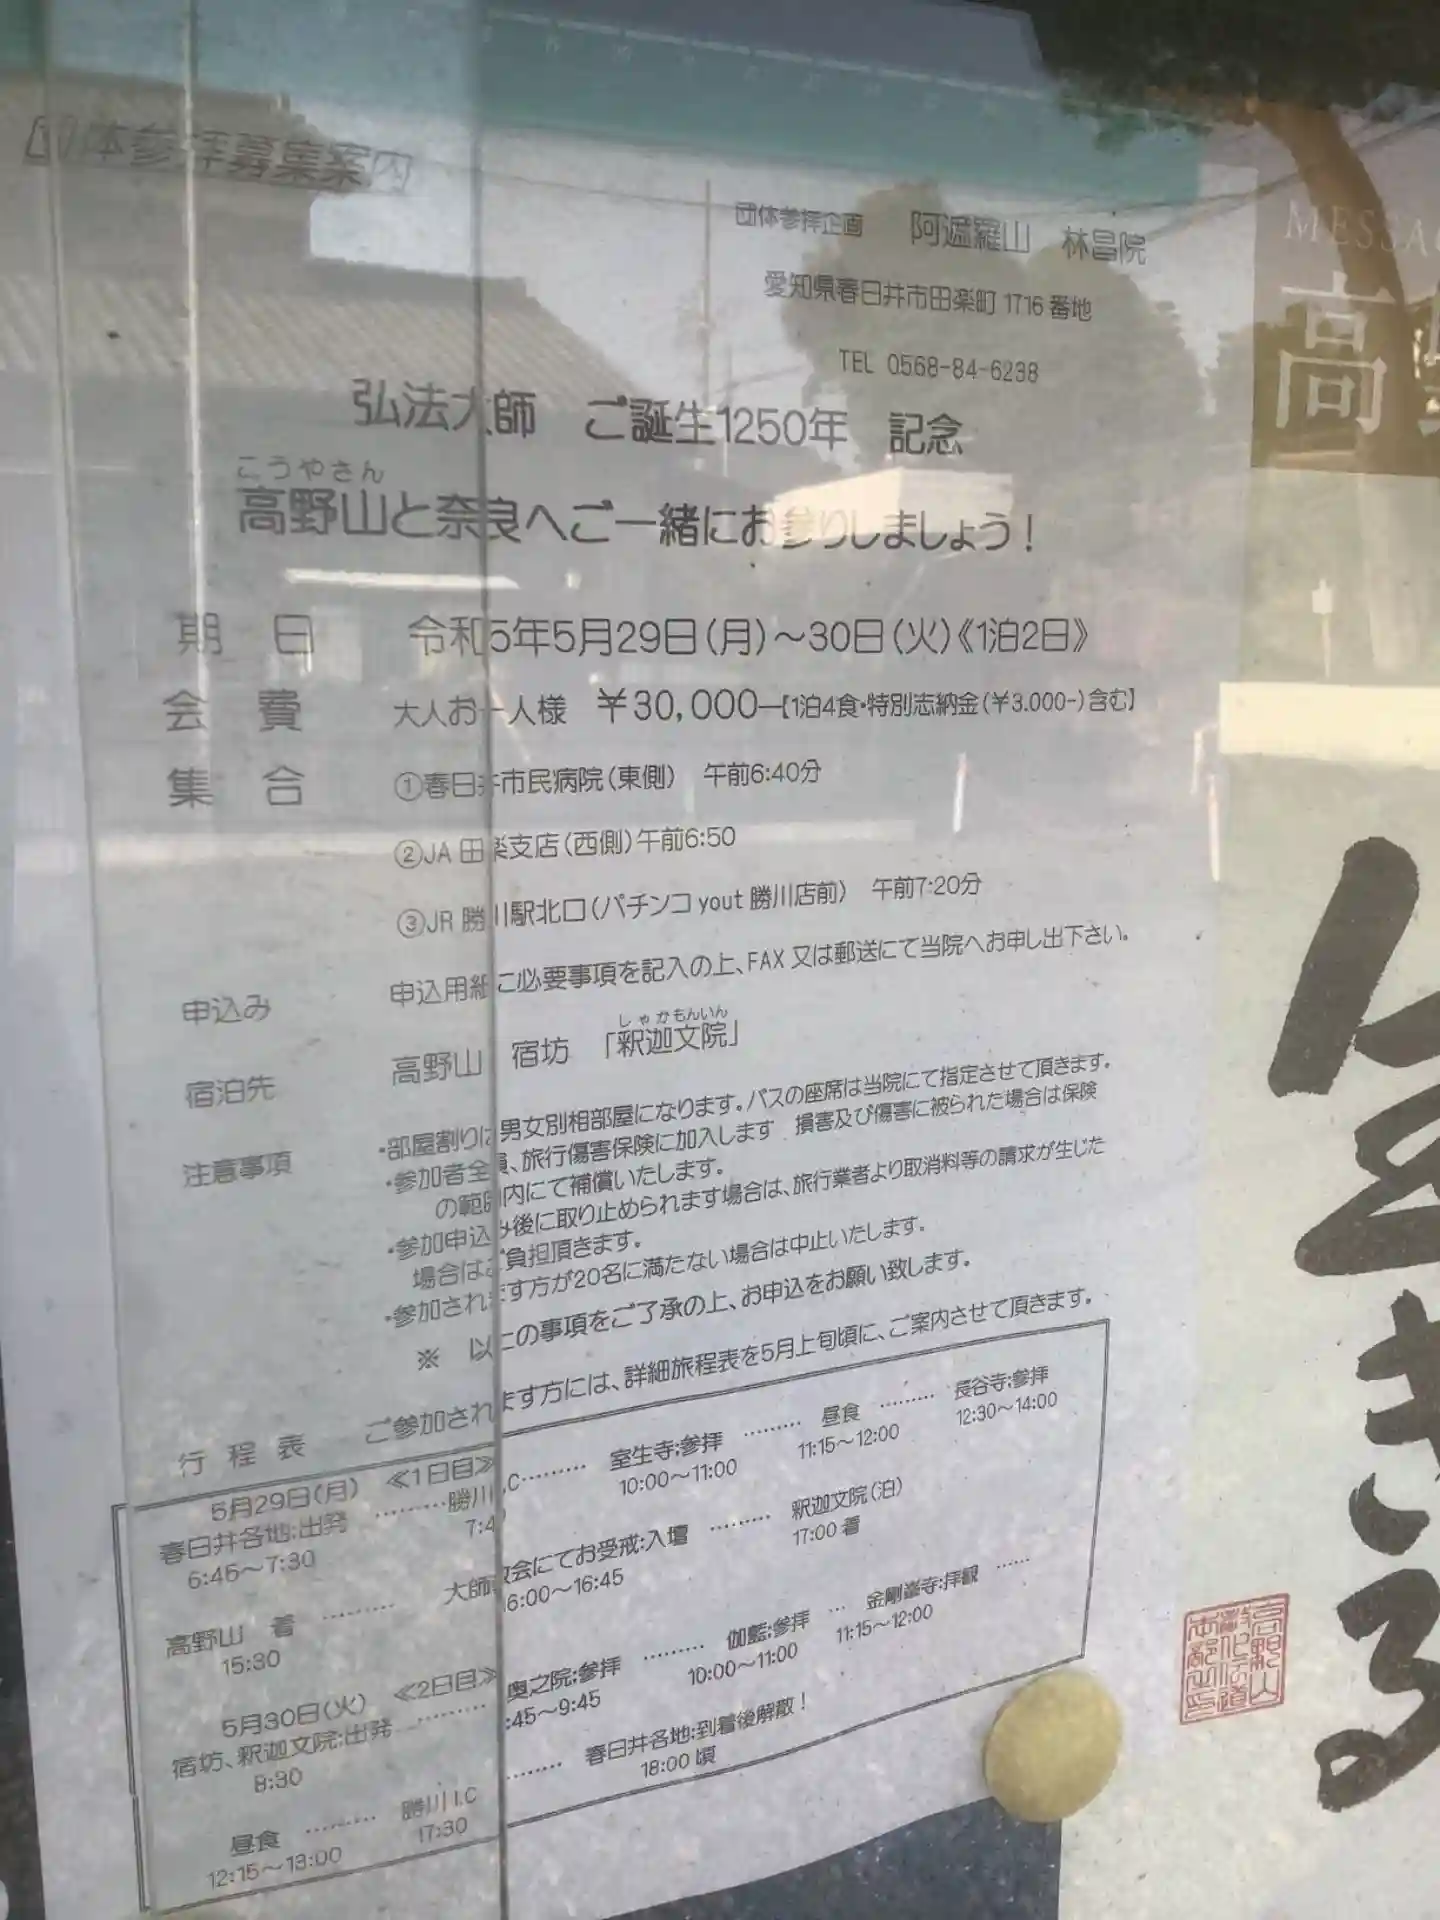 団体参拝募集案内
団体参拝企画 阿遮羅山 林昌院
愛知県春日井市田楽町 1716 番地
TEL 0568-84-6238
弘法大師 ご誕生1250年 記念
こうやさん
高野山と奈良へご一緒にお参りしましょう！
期 日 令和5年5月29日（月）～30日（火）《1泊2日》
会 費 大人お一人様 ￥30,000―【1泊4食・特別志納金（￥3.000-）含む】
集 合 ①春日井市民病院（東側） 午前6:40分
②JA 田楽支店（西側）午前6:50
③JR 勝川駅北口（パチンコ yout 勝川店前） 午前7:20分
申込み 申込用紙に必要事項を記入の上、FAX 又は郵送にて当院へお申し出下さい。
しゃかもんいん
宿泊先 高野山 宿坊 「釈迦文院」
注意事項 ・部屋割りは男女別相部屋になります。バスの座席は当院にて指定させて頂きます。
・参加者全員、旅行傷害保険に加入します 損害及び傷害に被られた場合は保険
の範囲内にて補償いたします。
・参加申込み後に取り止められます場合は、旅行業者より取消料等の請求が生じた
場合はご負担頂きます。
・参加されます方が20名に満たない場合は中止いたします。
※ 以上の事項をご了承の上、お申込をお願い致します。
行 程 表 ご参加されます方には、詳細旅程表を5月上旬頃に、ご案内させて頂きます。
5月29日（月） ≪1日目≫
春日井各地:出発 ……… 勝川I.C ……… 室生寺:参拝 ……… 昼食 ……… 長谷寺:参拝
6:45～7:30 7:4 10:00～11:00 11:15～12:00 12:30～14:00
高野山 着 ……… 大師教会にてお受戒:入壇 ……… 釈迦文院（泊）
15:30 16:00～16:45 17:00 着
5月30日（火） ≪2日目≫
宿坊、釈迦文院:出発 ……… 奥之院:参拝 ……… 伽藍:参拝 … 金剛峯寺:拝観 ……
8:30 :45～9:45 10:00～11:00 11:15～12:00
昼食 ……… 勝川 I.C ……… 春日井各地:到着後解散！
12:15～13:00 17:30 18:00 頃
MESSA
高
いきる